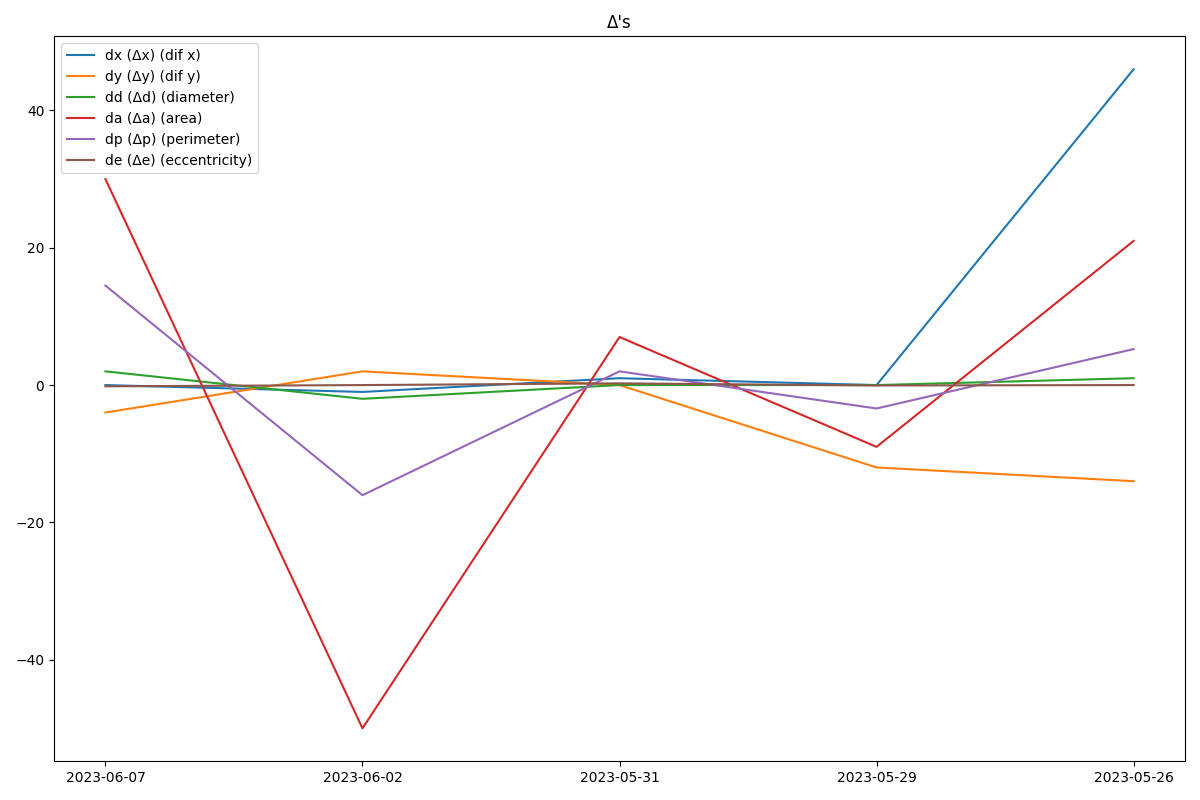 Δ's
dx (Δx) (dif x)
dy (Δy) (dif y)
dd (Δd) (diameter)
da (Δa) (area)
dp (Δp) (perimeter)
de (Δe) (eccentricity)
40
20
0
−20
−40
2023-06-07 2023-06-02 2023-05-31 2023-05-29 2023-05-26